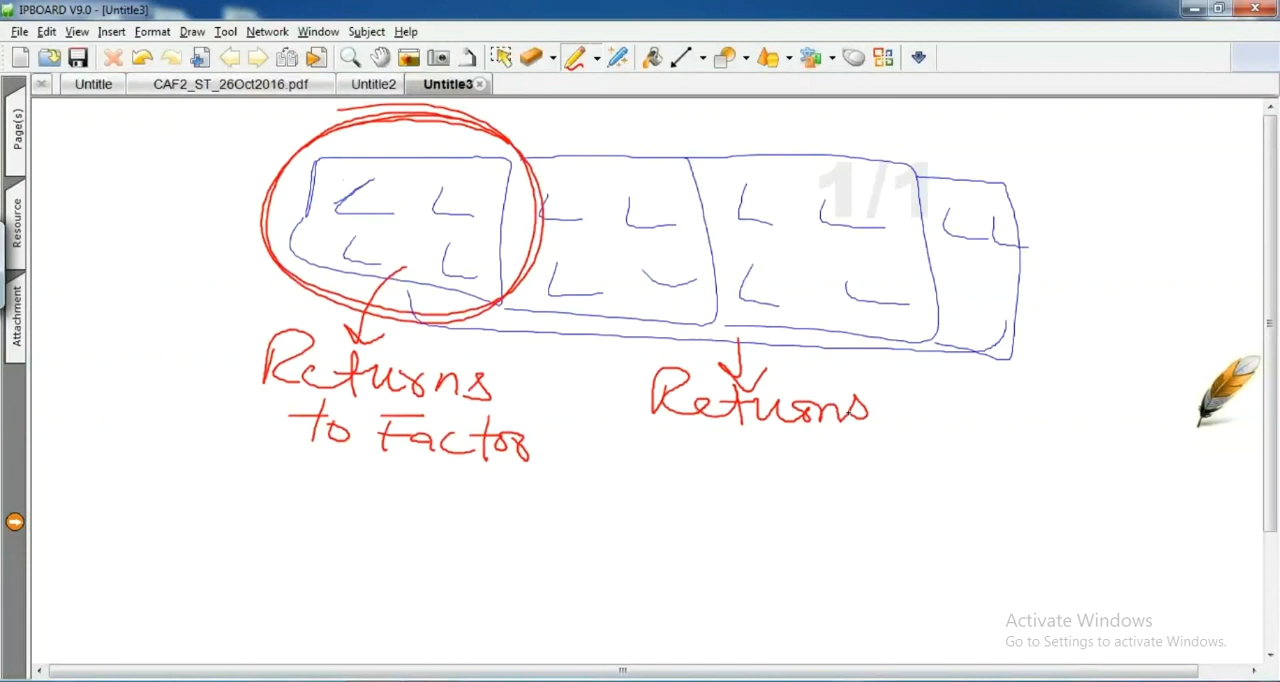 IPBOARD V9.0 - [Untitle3]
File Edit View Insert Format Draw Tool Network Window Subject Help
Untitle CAF2_ST_26Oct2016.pdf Untitle2 Untitle3
Page(s)
Resource
Attachment
1/1
L L L L L L L L
L L L L L L
Returns
to Factor
Returns
Activate Windows
Go to Settings to activate Windows.